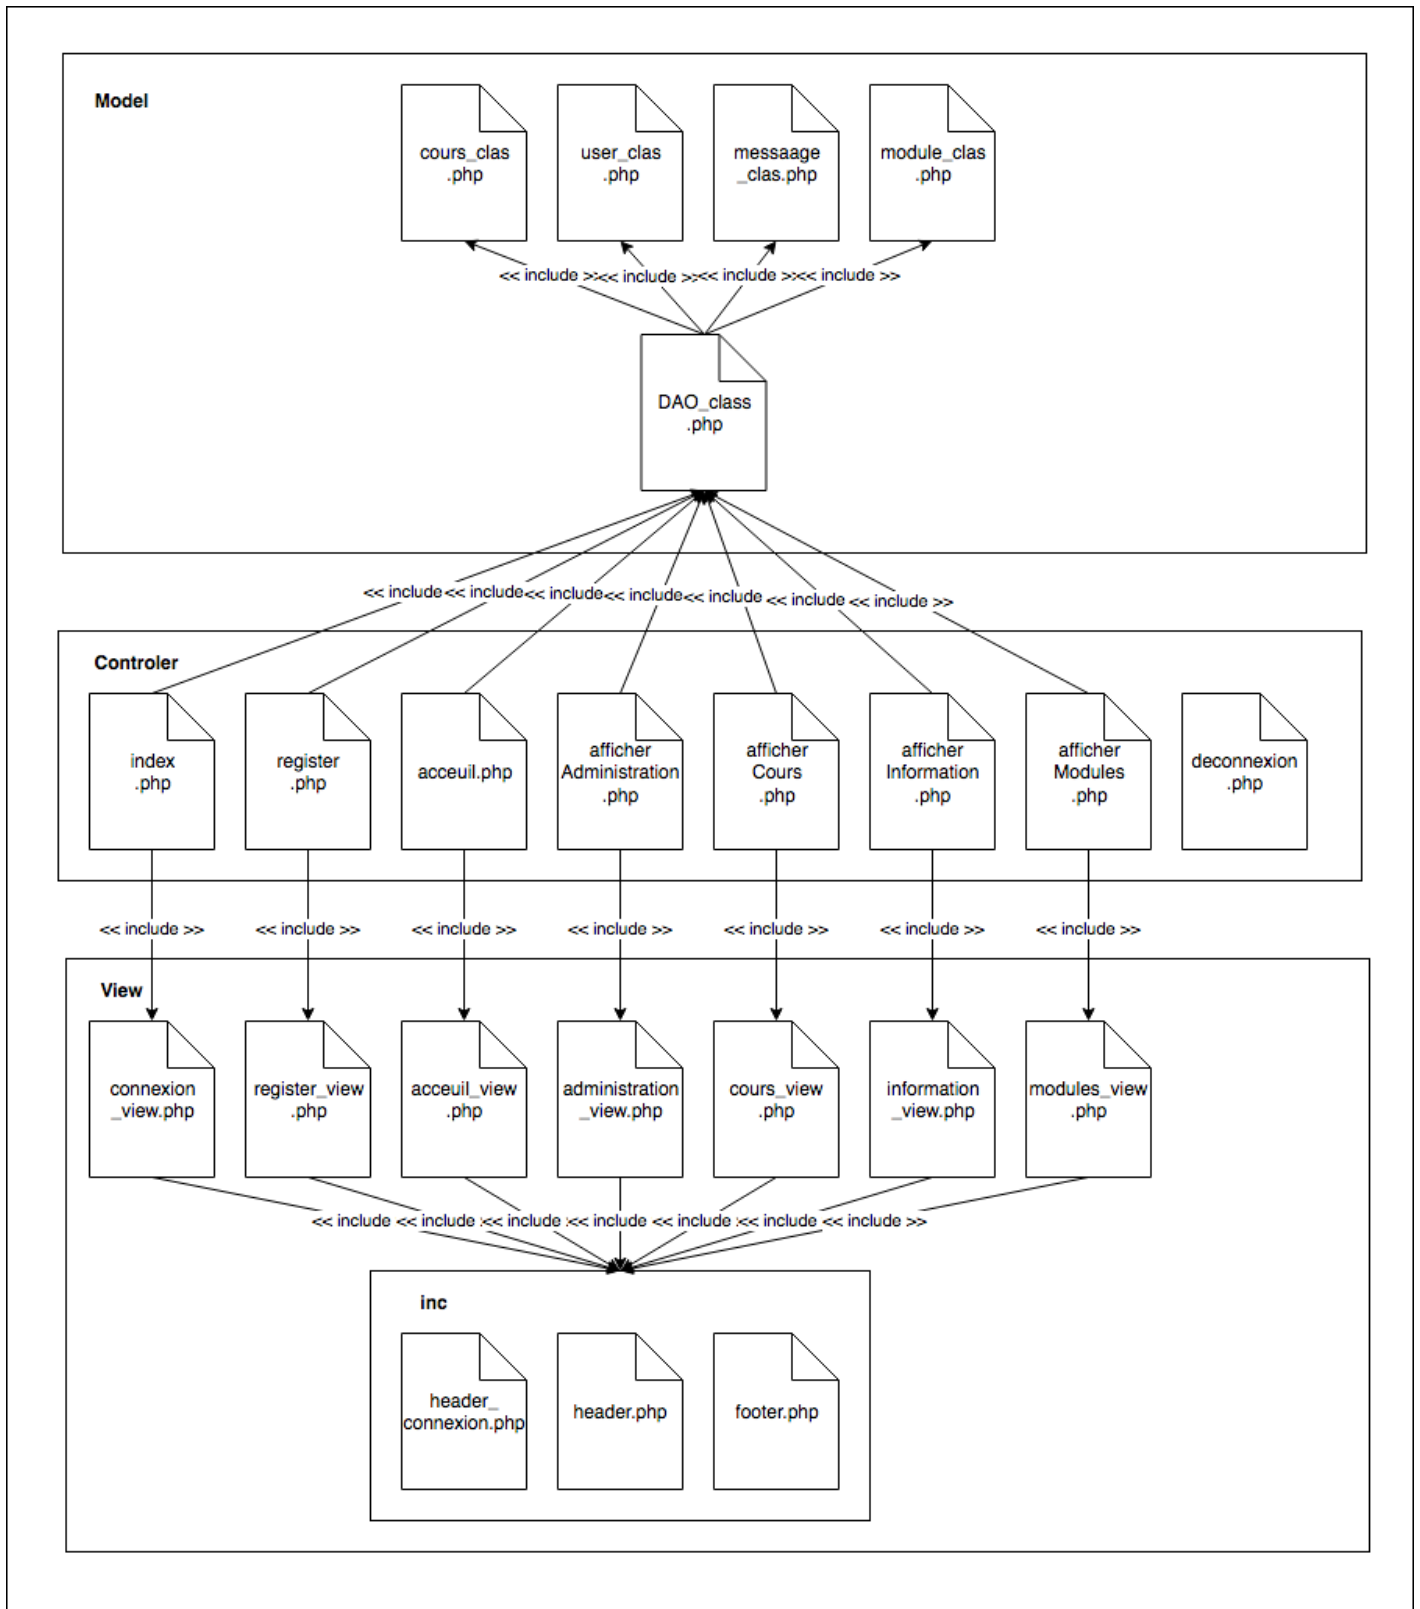 Model
cours_clas
.php
user_clas
.php
messaage
_clas.php
module_clas
.php
<< include >>
<< include >>
<< include >>
<< include >>
DAO_class
.php
<< include
<< include
<< include
<< include
<< include
<< include
<< include >>
Controler
index
.php
register
.php
acceuil.php
afficher
Administration
.php
afficher
Cours
.php
afficher
Information
.php
afficher
Modules
.php
deconnexion
.php
<< include >>
<< include >>
<< include >>
<< include >>
<< include >>
<< include >>
<< include >>
View
connexion
_view.php
register_view
.php
acceuil_view
.php
administration
_view.php
cours_view
.php
information
_view.php
modules_view
.php
<< include
<< include
<< include
<< include
<< include
<< include
<< include >>
inc
header_
connexion.php
header.php
footer.php